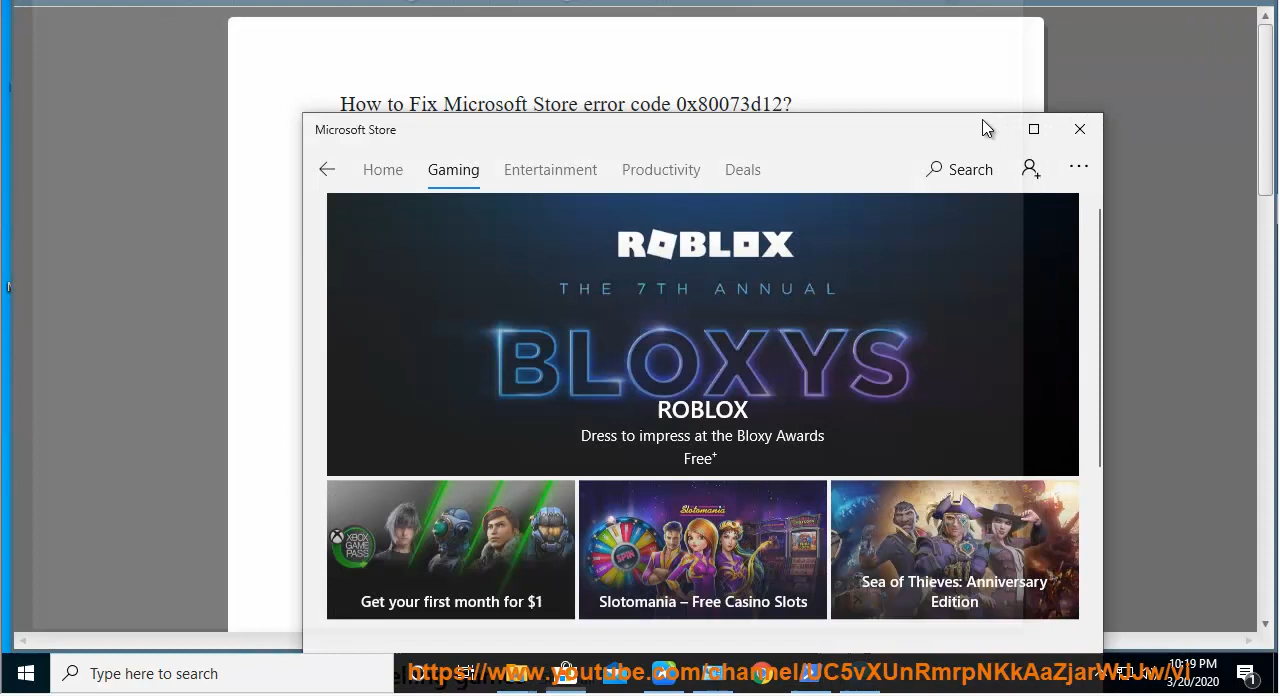 How to Fix Microsoft Store error code 0x80073d12?
Microsoft Store
Home Gaming Entertainment Productivity Deals Search
ROBLOX
THE 7TH ANNUAL
BLOXYS
ROBLOX
Dress to impress at the Bloxy Awards
Free+
XBOX GAME PASS
Get your first month for $1
Slotomania
SPIN
Slotomania – Free Casino Slots
Sea of Thieves: Anniversary
Edition
Type here to search
10:19 PM
3/20/2020
1